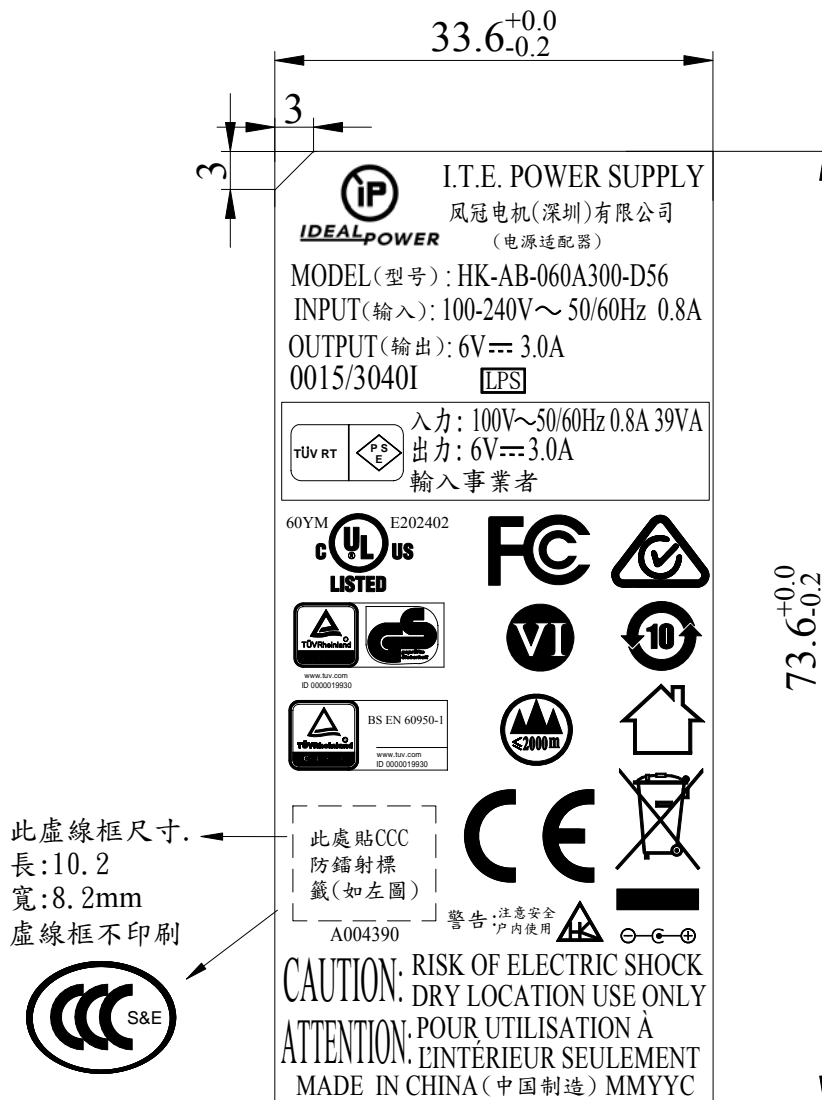 33.6+0.0
-0.2
3
3
iP
IDEAL POWER
I.T.E. POWER SUPPLY
凤冠电机(深圳)有限公司
(电源适配器)
MODEL(型号): HK-AB-060A300-D56
INPUT(输入): 100-240V～ 50/60Hz 0.8A
OUTPUT(输出): 6V⎓ 3.0A
0015/3040I LPS
TÜV RT
PS
E
入力: 100V～50/60Hz 0.8A 39VA
出力: 6V⎓3.0A
輸入事業者
60YM E202402
C UL US
®
LISTED
FC
TÜVRheinland
GS
www.tuv.com
ID 0000019930
VI
10
TÜVRheinland
BS EN 60950-1
www.tuv.com
ID 0000019930
≤2000m
73.6+0.0
-0.2
此虛線框尺寸.
長:10.2
寬:8.2mm
虛線框不印刷
此處貼CCC
防鐳射標
籤(如左圖)
A004390
CE
警告:注意安全
户内使用
HK
CCC S&E
CAUTION: RISK OF ELECTRIC SHOCK
DRY LOCATION USE ONLY
ATTENTION: POUR UTILISATION À
L'INTÉRIEUR SEULEMENT
MADE IN CHINA(中国制造) MMYYC